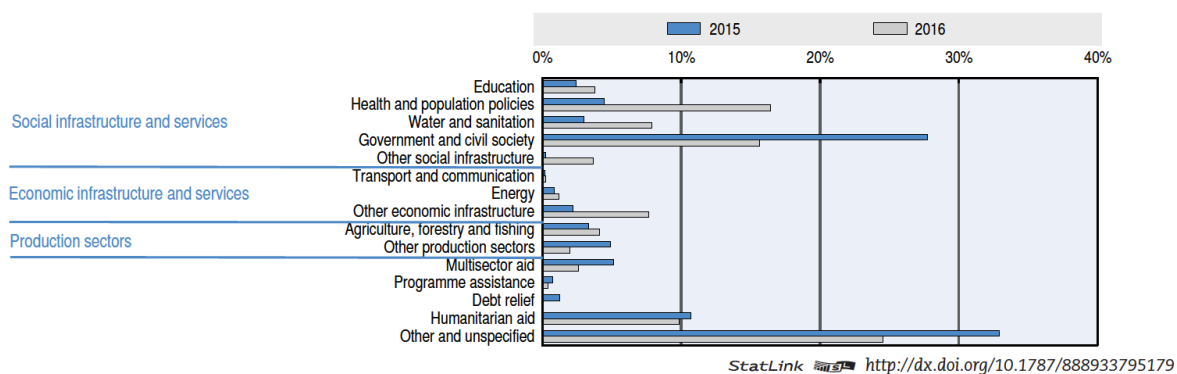 2015 2016
0% 10% 20% 30% 40%
Education
Health and population policies
Social infrastructure and services
Water and sanitation
Government and civil society
Other social infrastructure
Transport and communication
Economic infrastructure and services
Energy
Other economic infrastructure
Agriculture, forestry and fishing
Production sectors
Other production sectors
Multisector aid
Programme assistance
Debt relief
Humanitarian aid
Other and unspecified
StatLink http://dx.doi.org/10.1787/888933795179